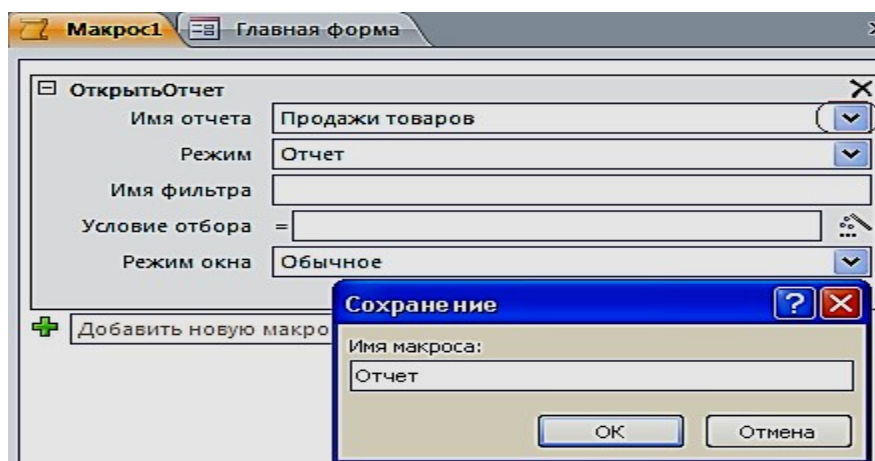 Макрос1 Главная форма
ОткрытьОтчет
Имя отчета Продажи товаров
Режим Отчет
Имя фильтра
Условие отбора =
Режим окна Обычное
Сохранение
Добавить новую макро
Имя макроса:
Отчет
ОК Отмена